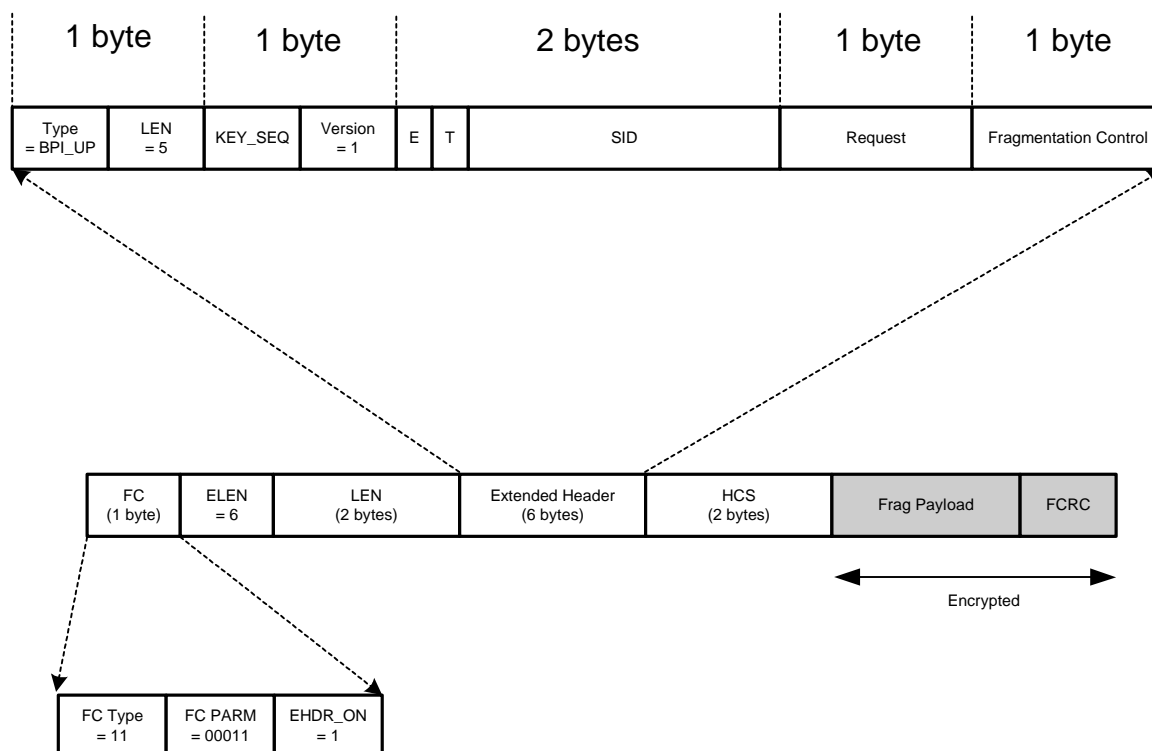 1 byte 1 byte 2 bytes 1 byte 1 byte
Type
= BPI_UP
LEN
= 5
KEY_SEQ
Version
= 1
E
T
SID
Request
Fragmentation Control
FC
(1 byte)
ELEN
= 6
LEN
(2 bytes)
Extended Header
(6 bytes)
HCS
(2 bytes)
Frag Payload
FCRC
Encrypted
FC Type
= 11
FC PARM
= 00011
EHDR_ON
= 1